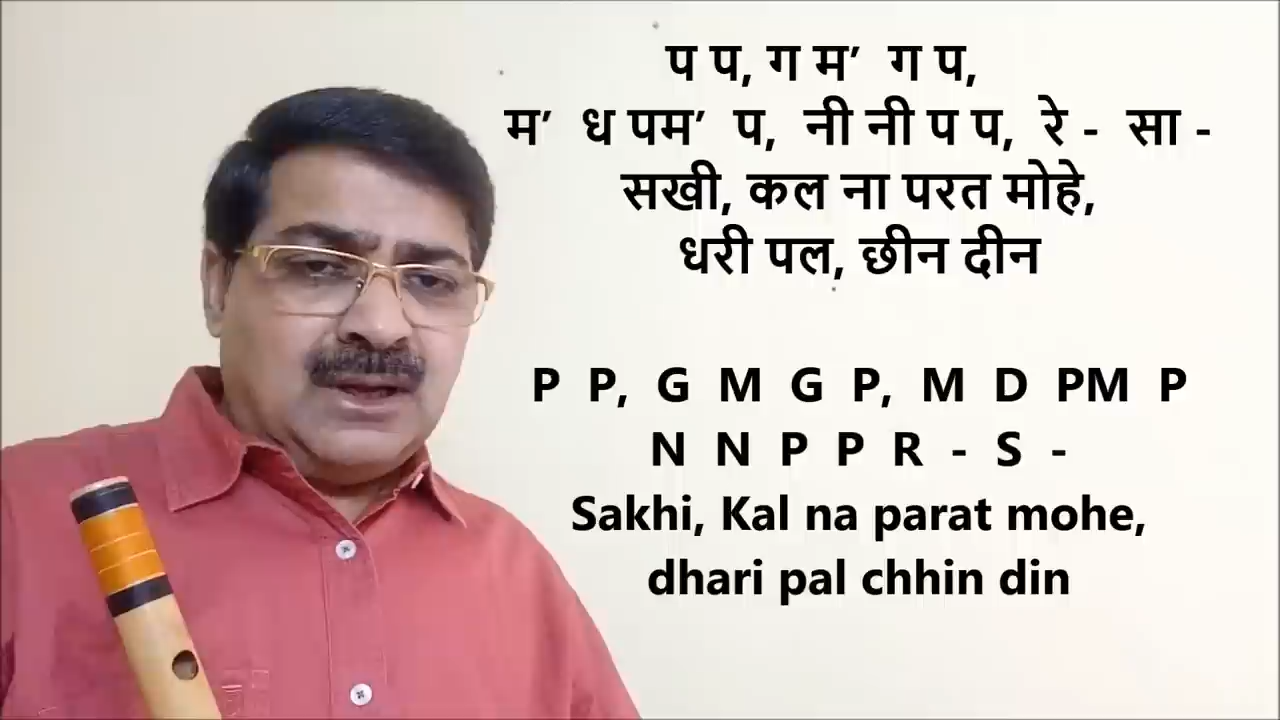 प प, ग म’ ग प,
म’ ध पम’ प, नी नी प प, रे - सा -
सखी, कल ना परत मोहे,
धरी पल, छीन दीन
P P, G M G P, M D PM P
N N P P R - S -
Sakhi, Kal na parat mohe,
dhari pal chhin din